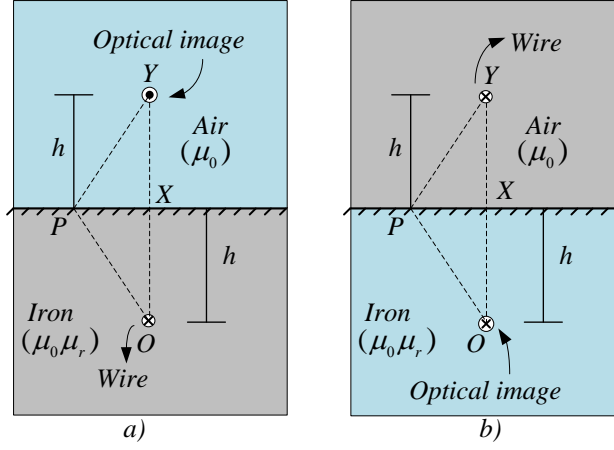 Optical image
Y
h
Air
(μ₀)
X
P
h
Iron
(μ₀μᵣ)
O
Wire
a)
Wire
Y
h
Air
(μ₀)
X
P
h
Iron
(μ₀μᵣ)
O
Optical image
b)